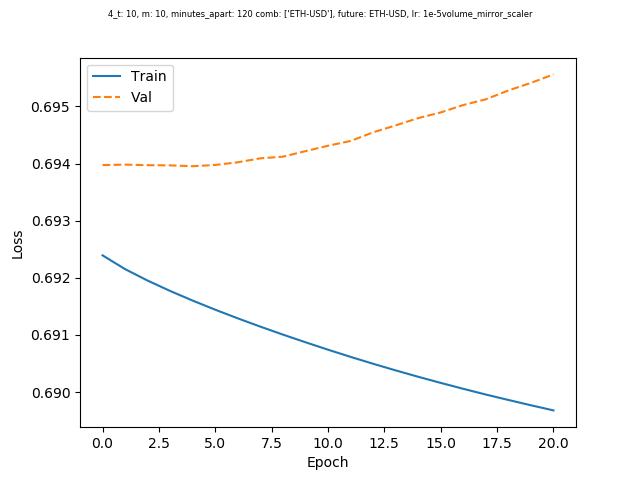 4_t: 10, m: 10, minutes_apart: 120 comb: ['ETH-USD'], future: ETH-USD, lr: 1e-5volume_mirror_scaler
Train
Val
0.695
0.694
0.693
0.692
0.691
0.690
Loss
0.0 2.5 5.0 7.5 10.0 12.5 15.0 17.5 20.0
Epoch